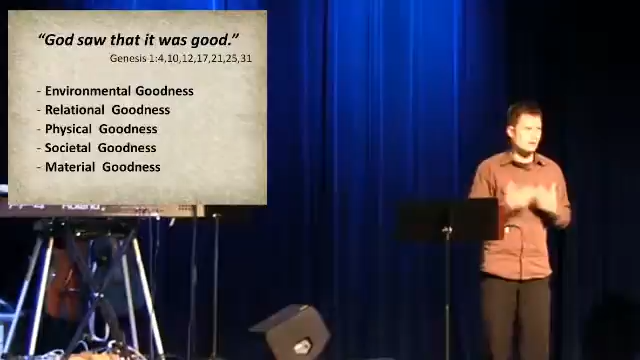 “God saw that it was good.”
Genesis 1:4,10,12,17,21,25,31
- Environmental Goodness
- Relational Goodness
- Physical Goodness
- Societal Goodness
- Material Goodness